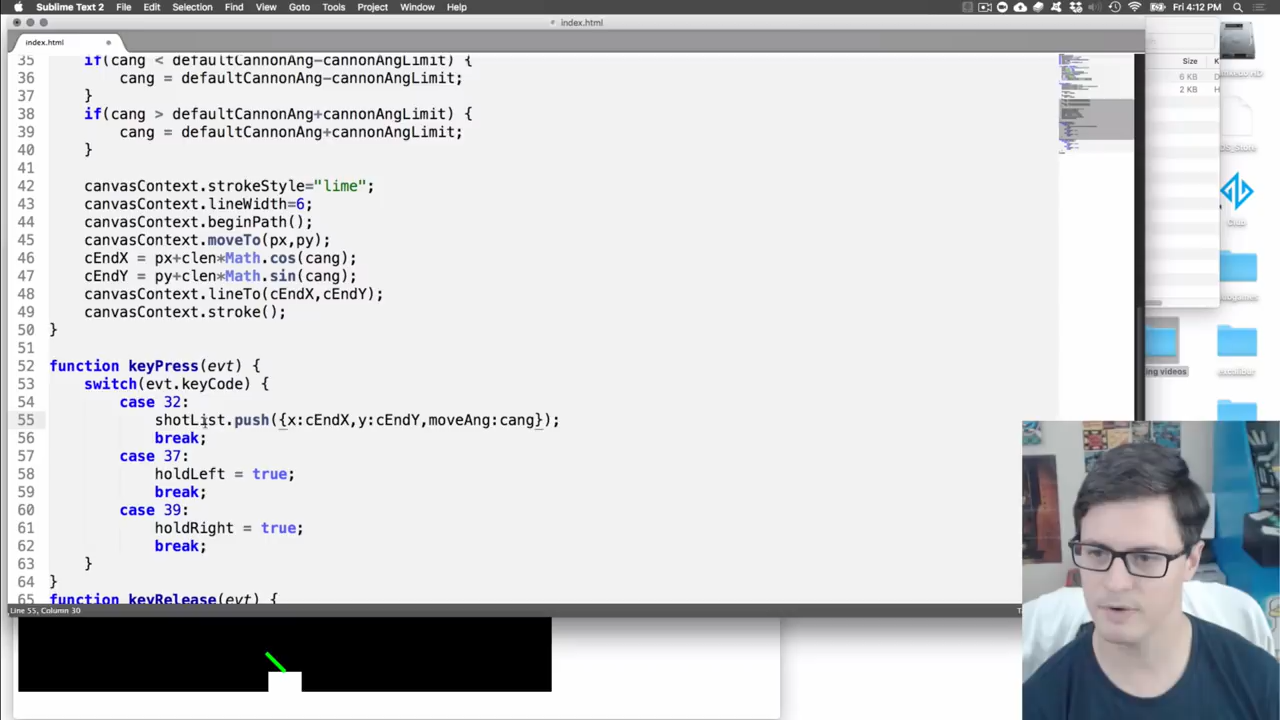 Sublime Text 2 File Edit Selection Find View Goto Tools Project Window Help
Fri 4:12 PM
index.html
index.html
Size K
6 KB D
2 KB H
35 if(cang < defaultCannonAng-cannonAngLimit) {
36 cang = defaultCannonAng-cannonAngLimit;
37 }
38 if(cang > defaultCannonAng+cannonAngLimit) {
39 cang = defaultCannonAng+cannonAngLimit;
40 }
41
42 canvasContext.strokeStyle="lime";
43 canvasContext.lineWidth=6;
44 canvasContext.beginPath();
45 canvasContext.moveTo(px,py);
46 cEndX = px+clen*Math.cos(cang);
47 cEndY = py+clen*Math.sin(cang);
48 canvasContext.lineTo(cEndX,cEndY);
49 canvasContext.stroke();
50 }
51
52 function keyPress(evt) {
53 switch(evt.keyCode) {
54 case 32:
55 shotList.push({x:cEndX,y:cEndY,moveAng:cang});
56 break;
57 case 37:
58 holdLeft = true;
59 break;
60 case 39:
61 holdRight = true;
62 break;
63 }
64 }
65 function keyRelease(evt) {
Line 55, Column 30
DS_Store
ing videos
excalibur